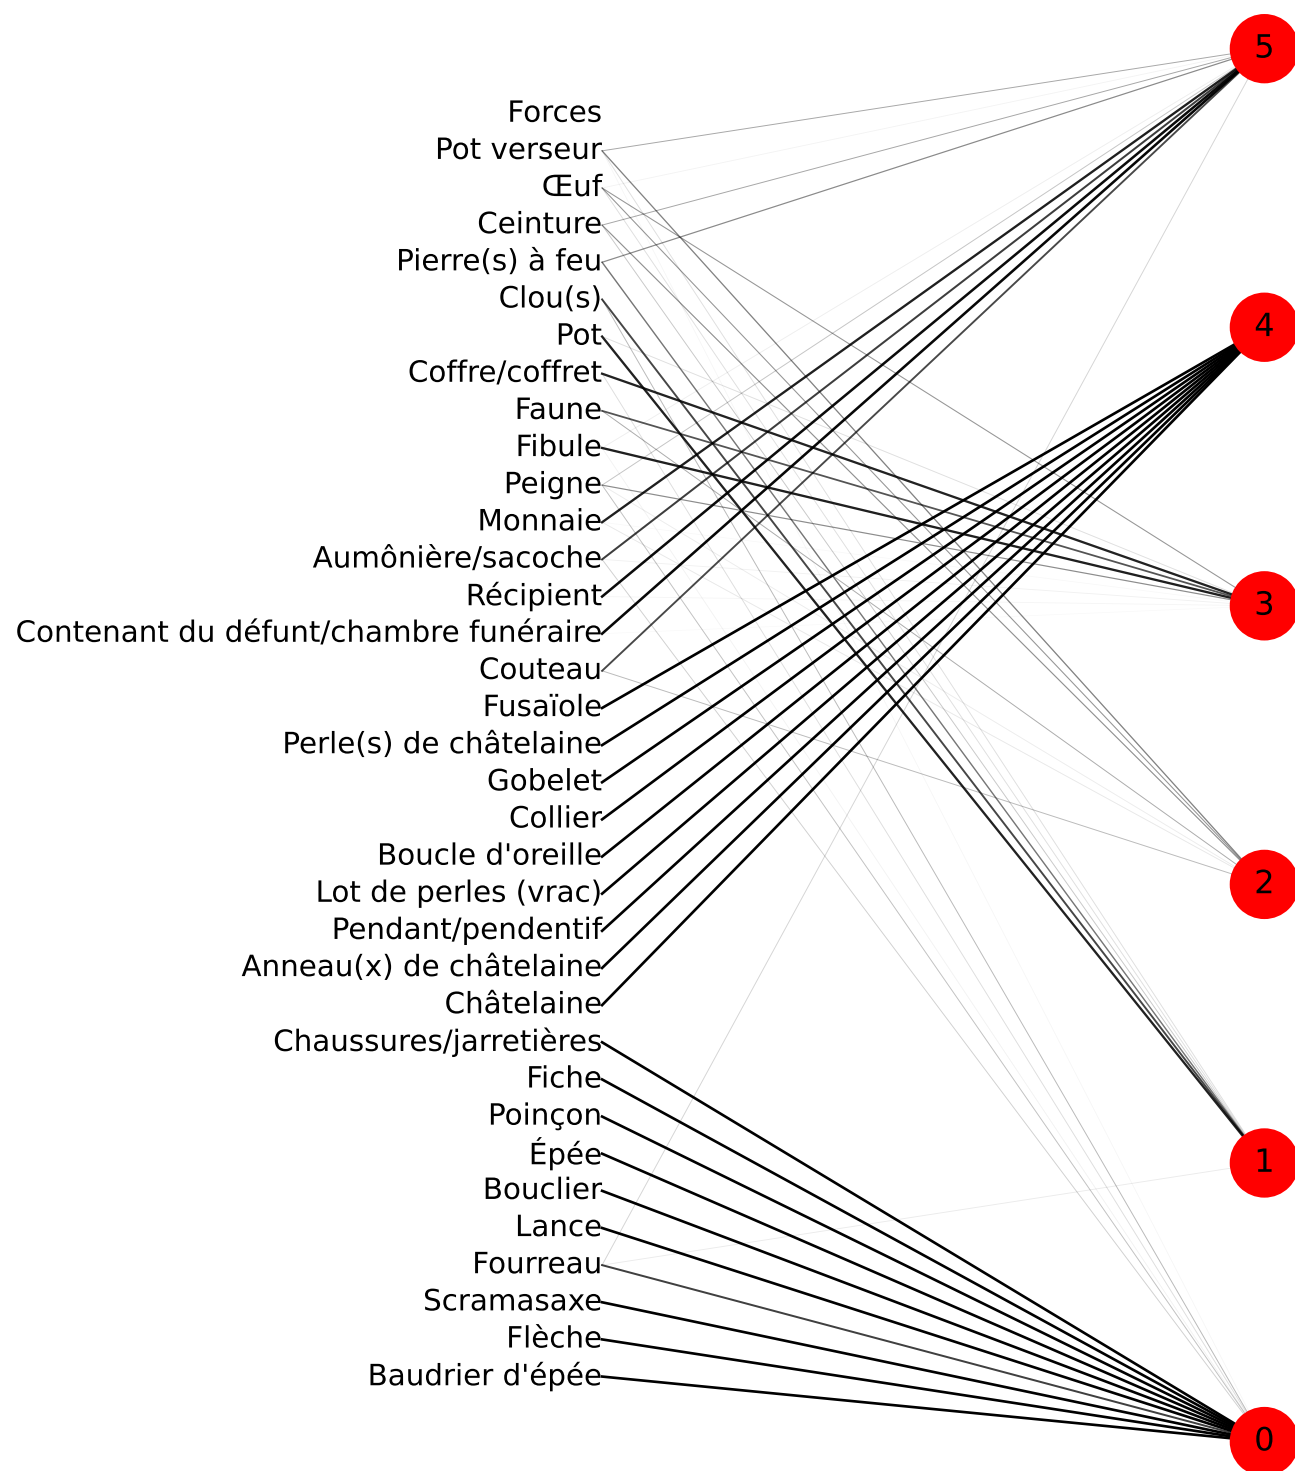 5
Forces
Pot verseur
Œuf
Ceinture
Pierre(s) à feu
Clou(s)
4
Pot
Coffre/coffret
Faune
Fibule
Peigne
Monnaie
Aumônière/sacoche
Récipient
3
Contenant du défunt/chambre funéraire
Couteau
Fusaïole
Perle(s) de châtelaine
Gobelet
Collier
Boucle d'oreille
2
Lot de perles (vrac)
Pendant/pendentif
Anneau(x) de châtelaine
Châtelaine
Chaussures/jarretières
Fiche
Poinçon
Épée
1
Bouclier
Lance
Fourreau
Scramasaxe
Flèche
Baudrier d'épée
0